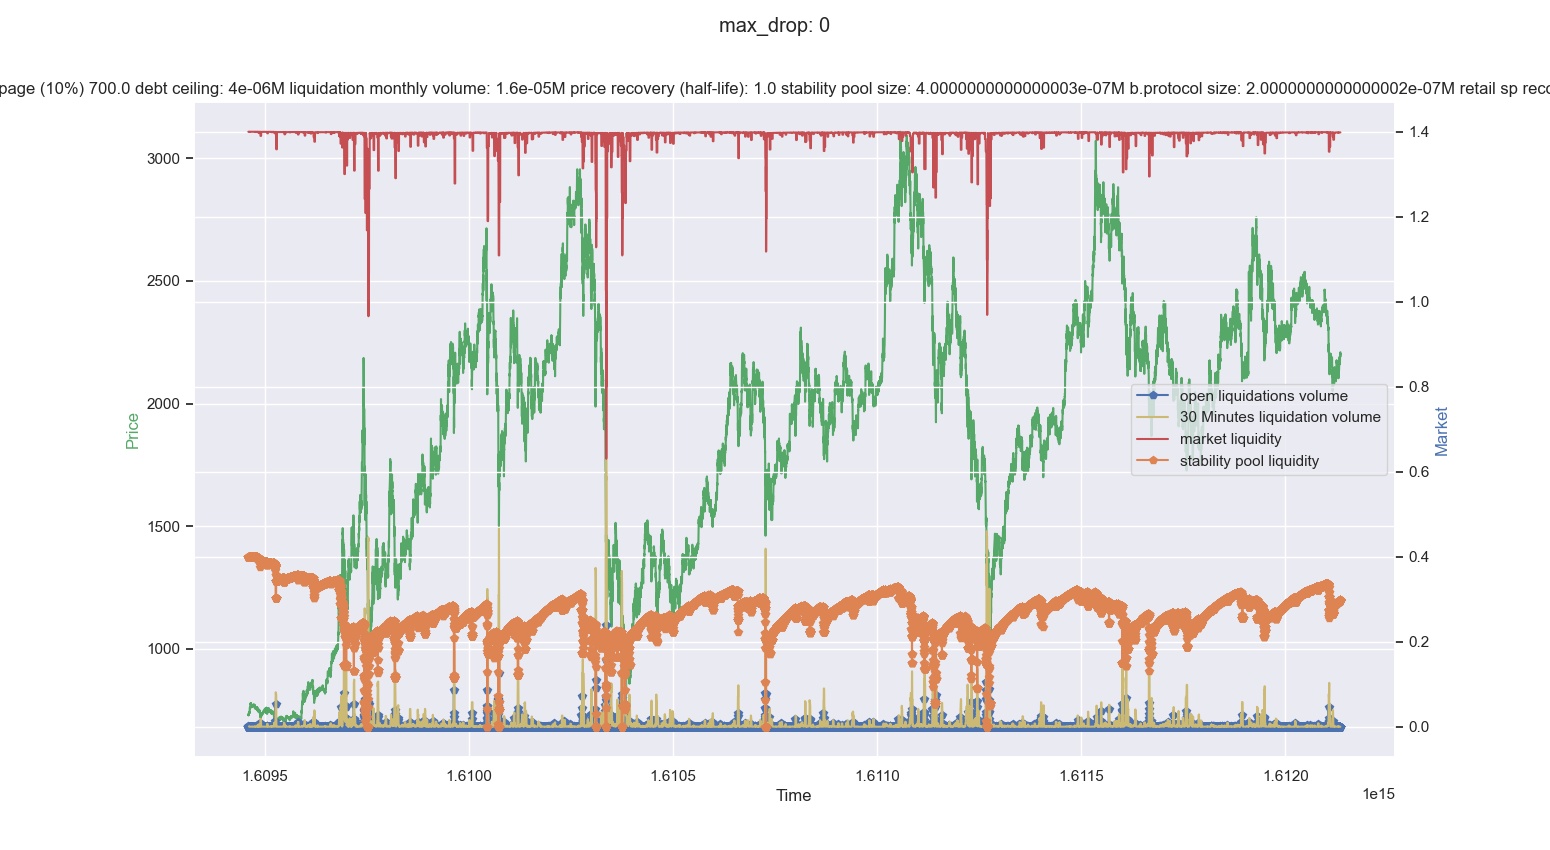 max_drop: 0
page (10%) 700.0 debt ceiling: 4e-06M liquidation monthly volume: 1.6e-05M price recovery (half-life): 1.0 stability pool size: 4.0000000000000003e-07M b.protocol size: 2.0000000000000002e-07M retail sp reco
3000
2500
2000
1500
1000
Price
1.4
1.2
1.0
0.8
0.6
0.4
0.2
0.0
Market
open liquidations volume
30 Minutes liquidation volume
market liquidity
stability pool liquidity
1.6095
1.6100
1.6105
1.6110
1.6115
1.6120
1e15
Time